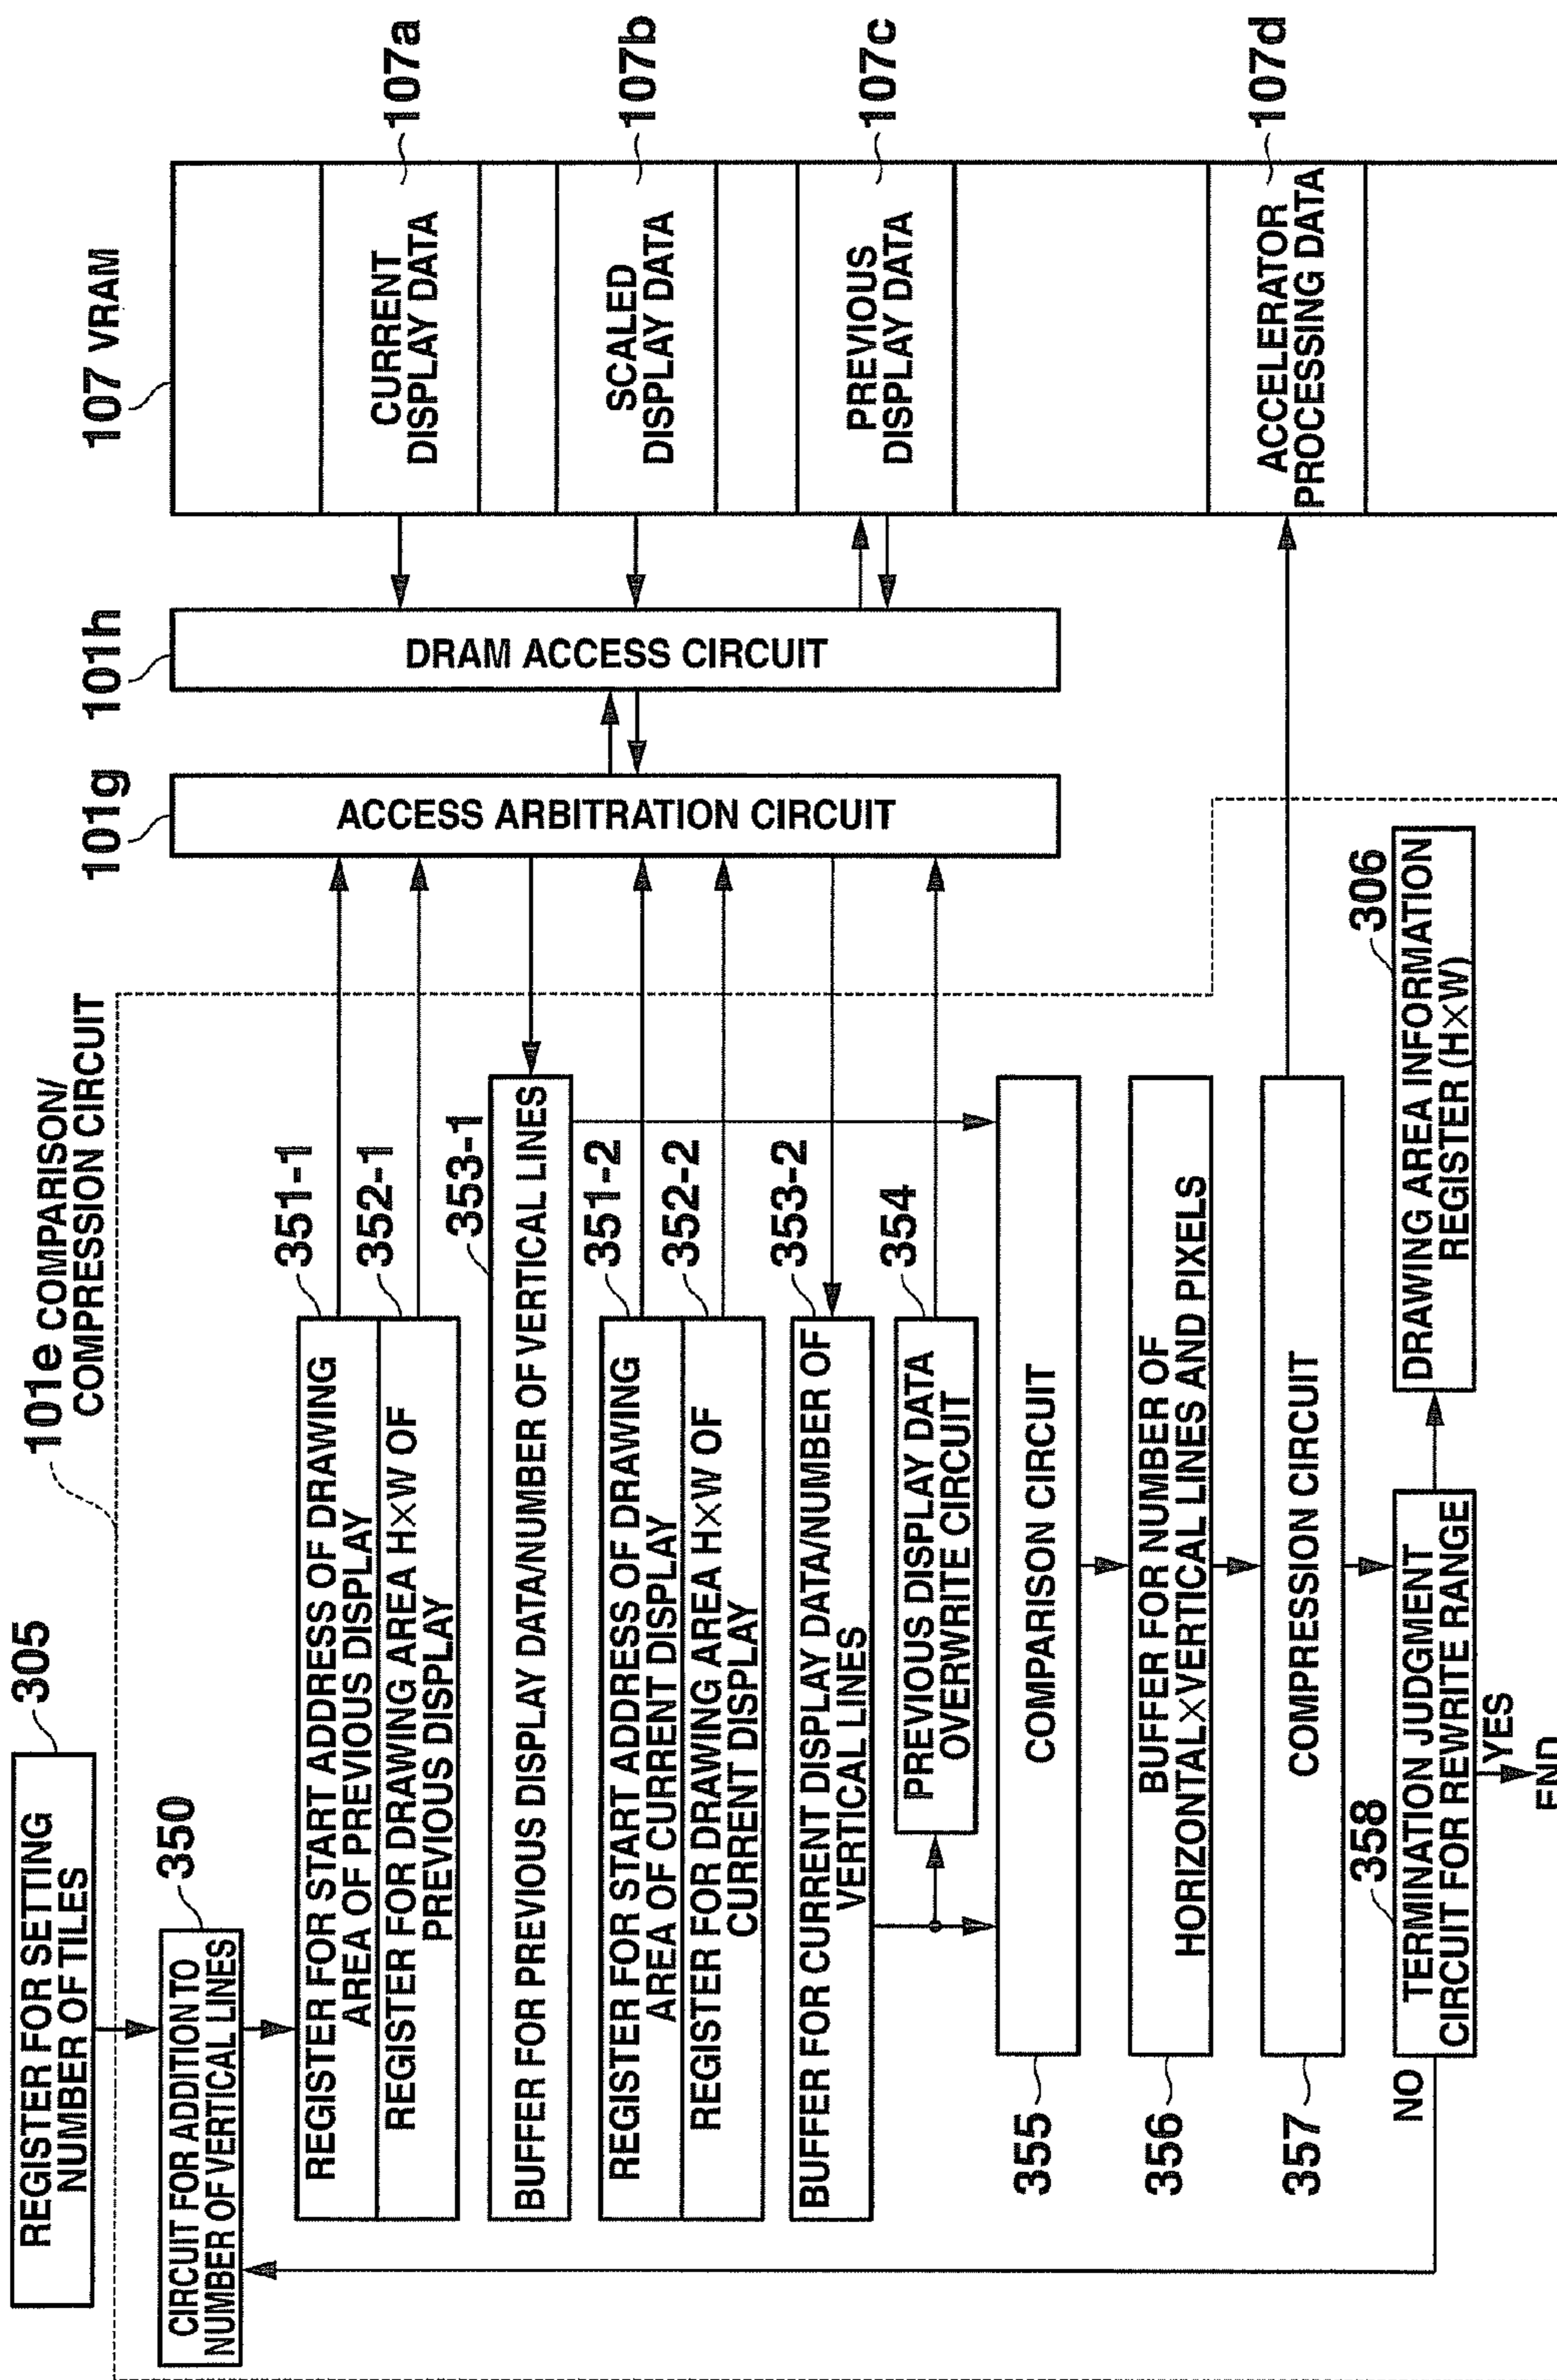 REGISTER FOR SETTING
NUMBER OF TILES
305
101e COMPARISON/
COMPRESSION CIRCUIT
101g
101h
107 VRAM
CIRCUIT FOR ADDITION TO
NUMBER OF VERTICAL LINES
350
REGISTER FOR START ADDRESS OF DRAWING
AREA OF PREVIOUS DISPLAY
351-1
REGISTER FOR DRAWING AREA H×W OF
PREVIOUS DISPLAY
352-1
BUFFER FOR PREVIOUS DISPLAY DATA/NUMBER OF VERTICAL LINES
353-1
REGISTER FOR START ADDRESS OF DRAWING
AREA OF CURRENT DISPLAY
351-2
REGISTER FOR DRAWING AREA H×W OF
CURRENT DISPLAY
352-2
BUFFER FOR CURRENT DISPLAY DATA/NUMBER OF
VERTICAL LINES
353-2
PREVIOUS DISPLAY DATA
OVERWRITE CIRCUIT
354
ACCESS ARBITRATION CIRCUIT
DRAM ACCESS CIRCUIT
CURRENT
DISPLAY DATA
107a
SCALED
DISPLAY DATA
107b
PREVIOUS
DISPLAY DATA
107c
ACCELERATOR
PROCESSING DATA
107d
355
COMPARISON CIRCUIT
356
BUFFER FOR NUMBER OF
HORIZONTAL×VERTICAL LINES AND PIXELS
357
COMPRESSION CIRCUIT
358
NO
TERMINATION JUDGMENT
CIRCUIT FOR REWRITE RANGE
YES
END
306
DRAWING AREA INFORMATION
REGISTER (H×W)